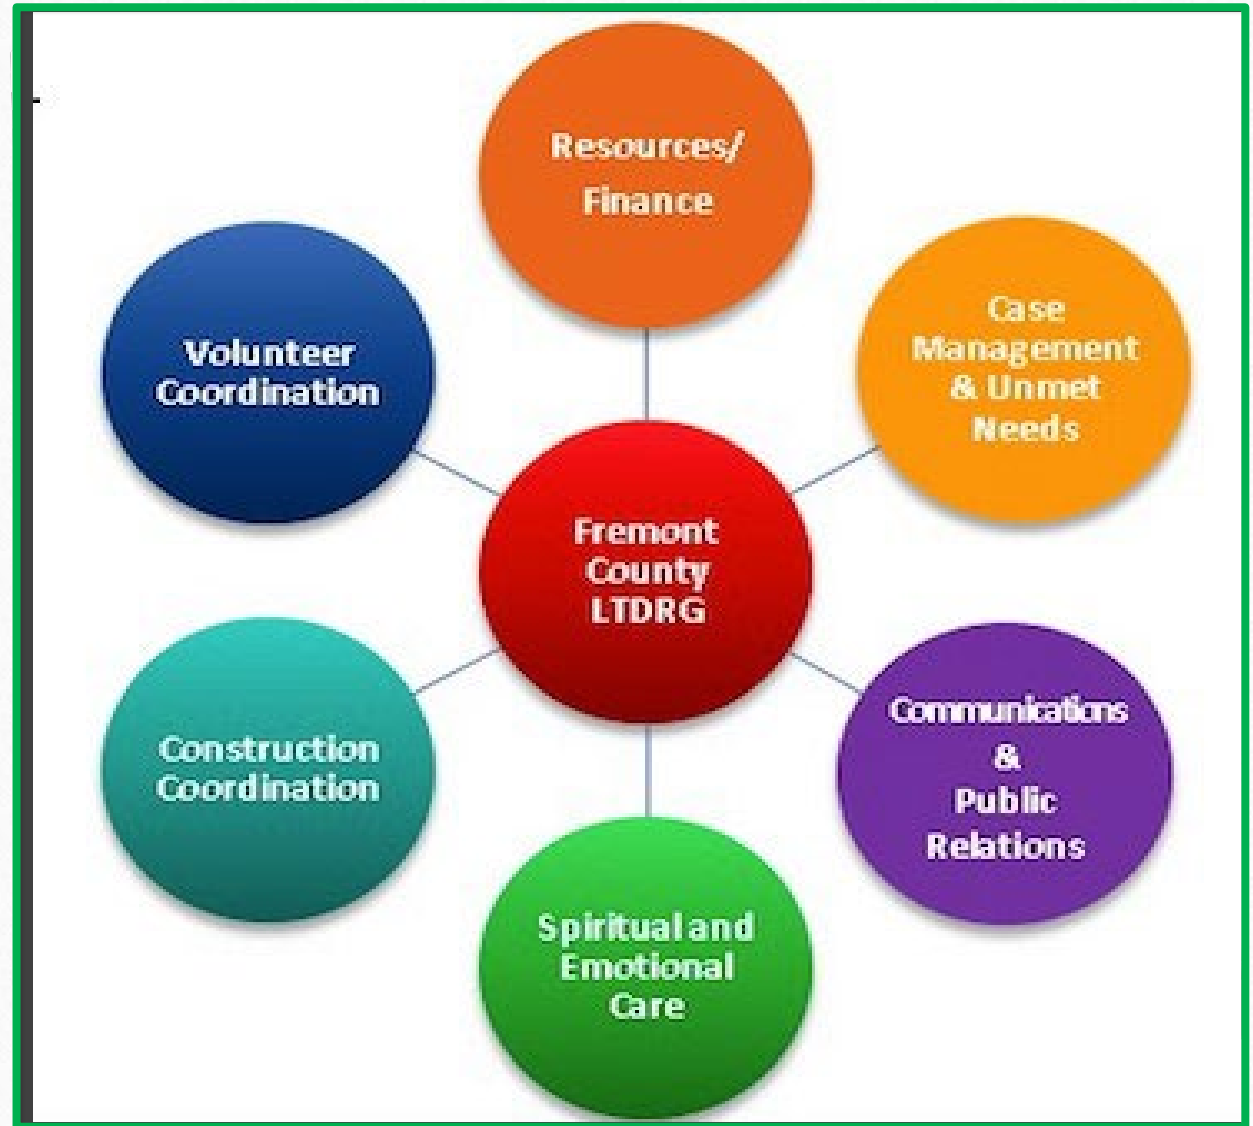 Resources/
Finance
Case
Management
& Unmet
Needs
Communications
&
Public
Relations
Spiritual and
Emotional
Care
Construction
Coordination
Volunteer
Coordination
Fremont
County
LTDRG